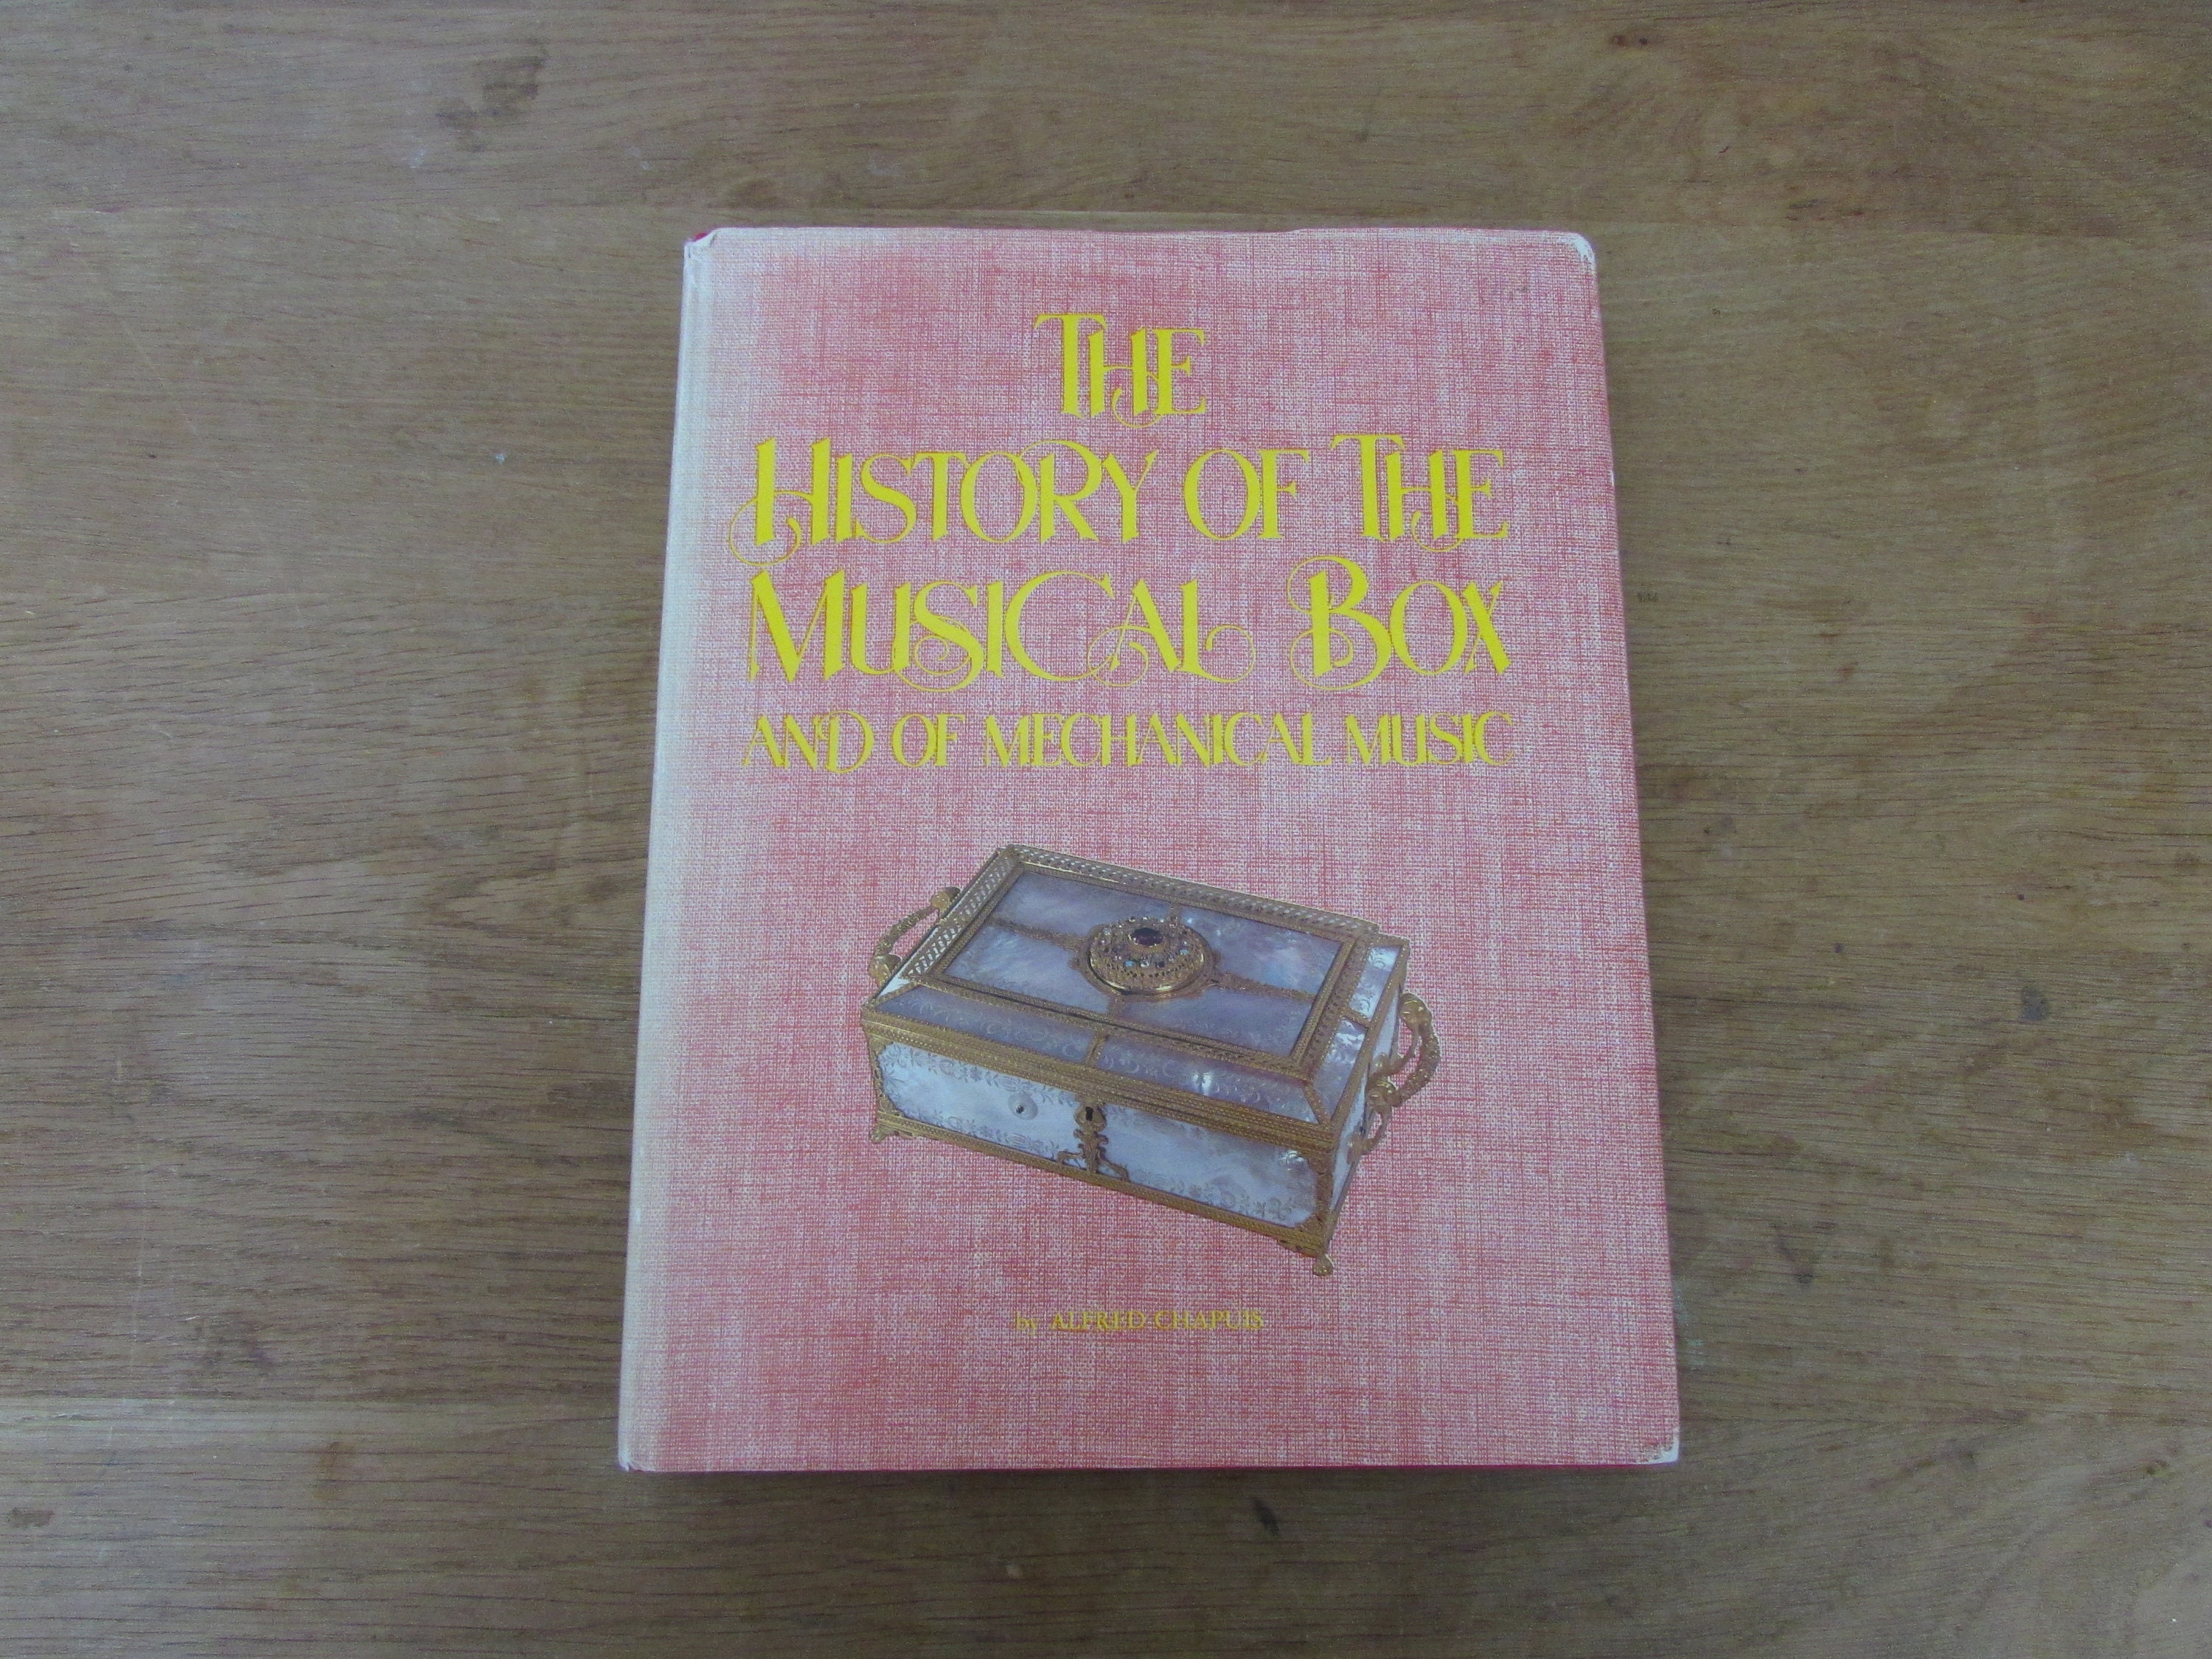 THE
HISTORY OF THE
MUSICAL BOX
AND OF MECHANICAL MUSIC
by ALFRED CHAPUIS